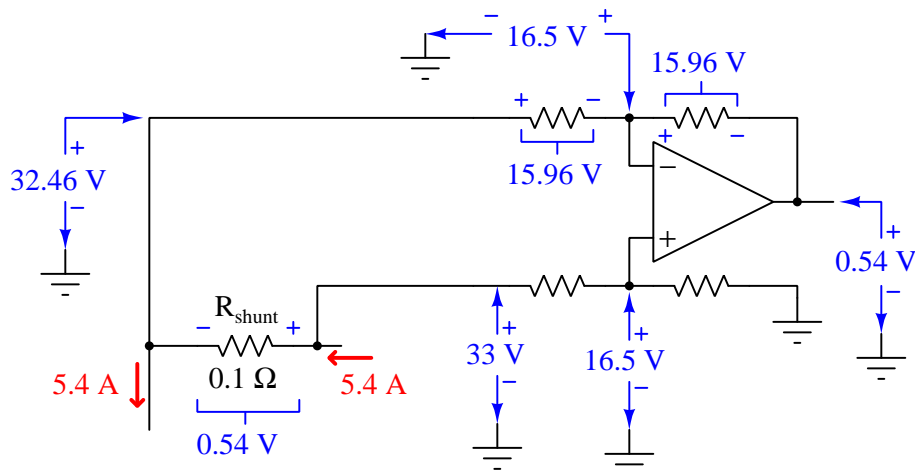 − 16.5 V +
15.96 V
+ −
+ −
15.96 V
+
32.46 V
−
−
+
+
0.54 V
−
R_shunt
− +
0.1 Ω
0.54 V
5.4 A
5.4 A
+
33 V
−
+
16.5 V
−